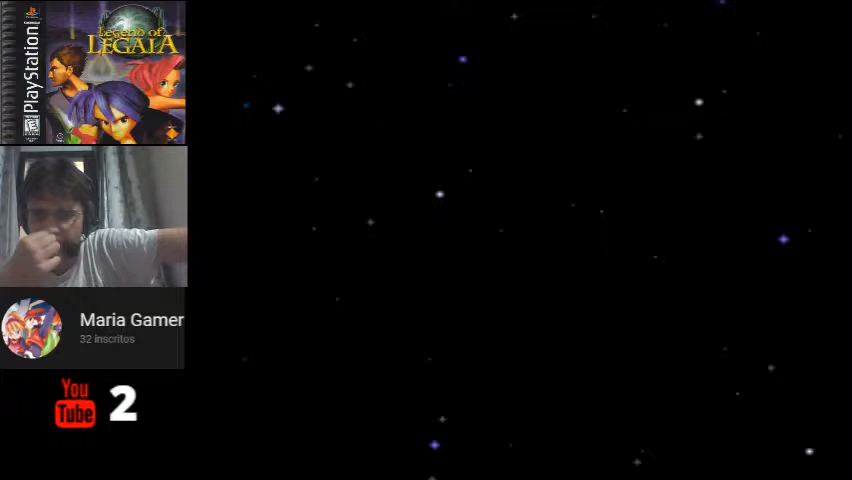 PlayStation
Legend of
LEGAIA
Maria Gamer
32 inscritos
You
Tube
2